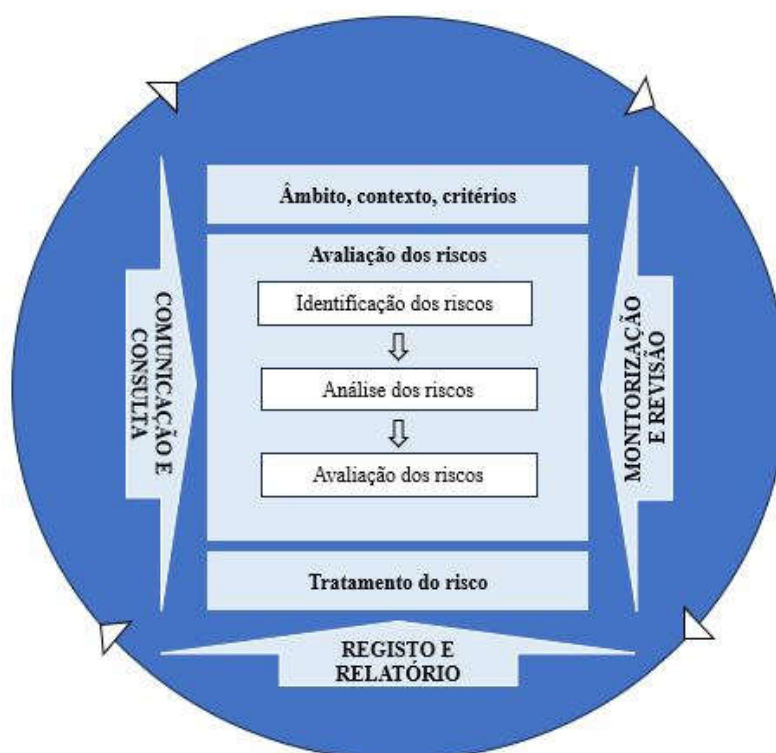 Âmbito, contexto, critérios
Avaliação dos riscos
Identificação dos riscos
Análise dos riscos
Avaliação dos riscos
Tratamento do risco
COMUNICAÇÃO E
CONSULTA
MONITORIZAÇÃO
E REVISÃO
REGISTO E
RELATÓRIO